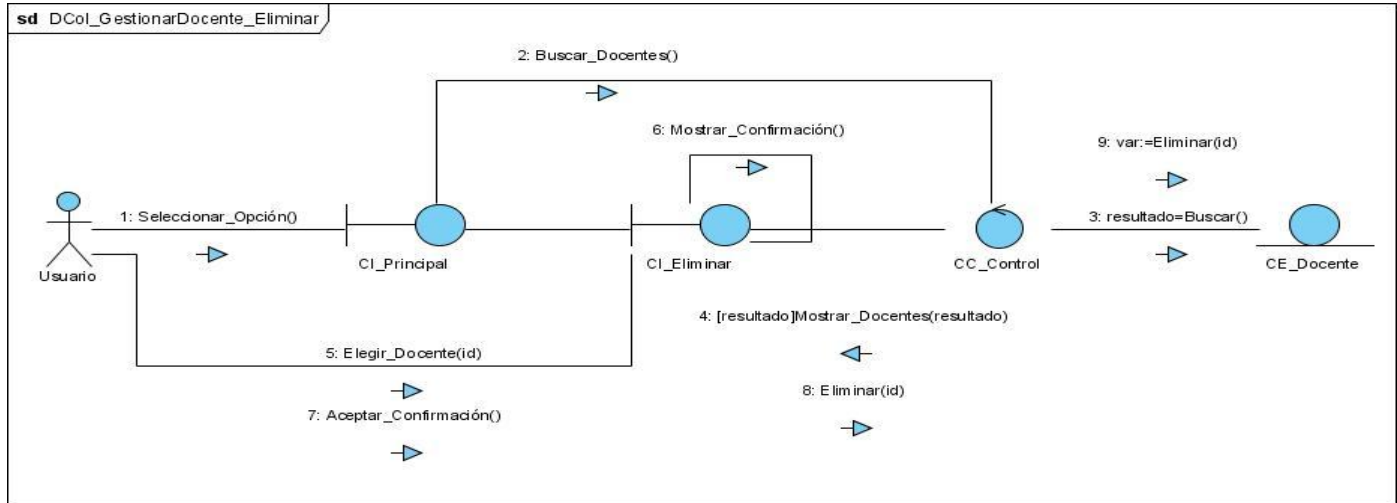 sd DCol_GestionarDocente_Eliminar
2: Buscar_Docentes()
6: Mostrar_Confirmación()
9: var:=Eliminar(id)
1: Seleccionar_Opción()
3: resultado=Buscar()
Usuario
CI_Principal
CI_Eliminar
CC_Control
CE_Docente
4: [resultado]Mostrar_Docentes(resultado)
5: Elegir_Docente(id)
8: Eliminar(id)
7: Aceptar_Confirmación()